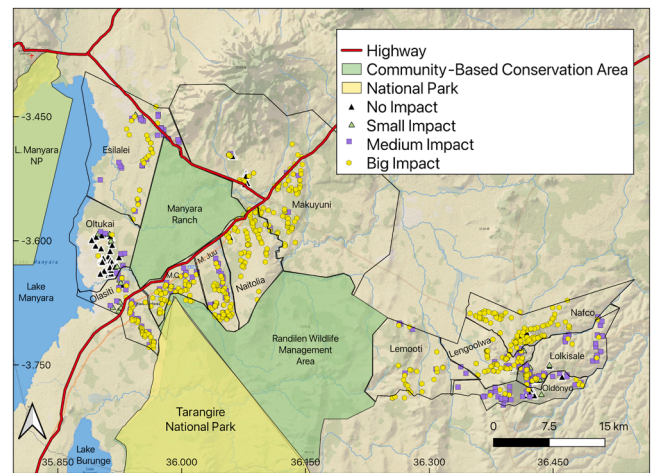 Highway
Community-Based Conservation Area
National Park
No Impact
Small Impact
Medium Impact
Big Impact
-3.450
L. Manyara
NP
Esilalei
Manyara
Ranch
Makuyuni
Oltukai
-3.600
M. Juu
M.C
Naitolia
Olasiti
Lake
Manyara
Nafco
Randilen Wildlife
Management
Area
Lemooti
Lengoolwa
Lolkisale
-3.750
Oldonyo
Tarangire
National Park
Lake
Burunge
0 7.5 15 km
35.850 36.000 36.150 36.300 36.450